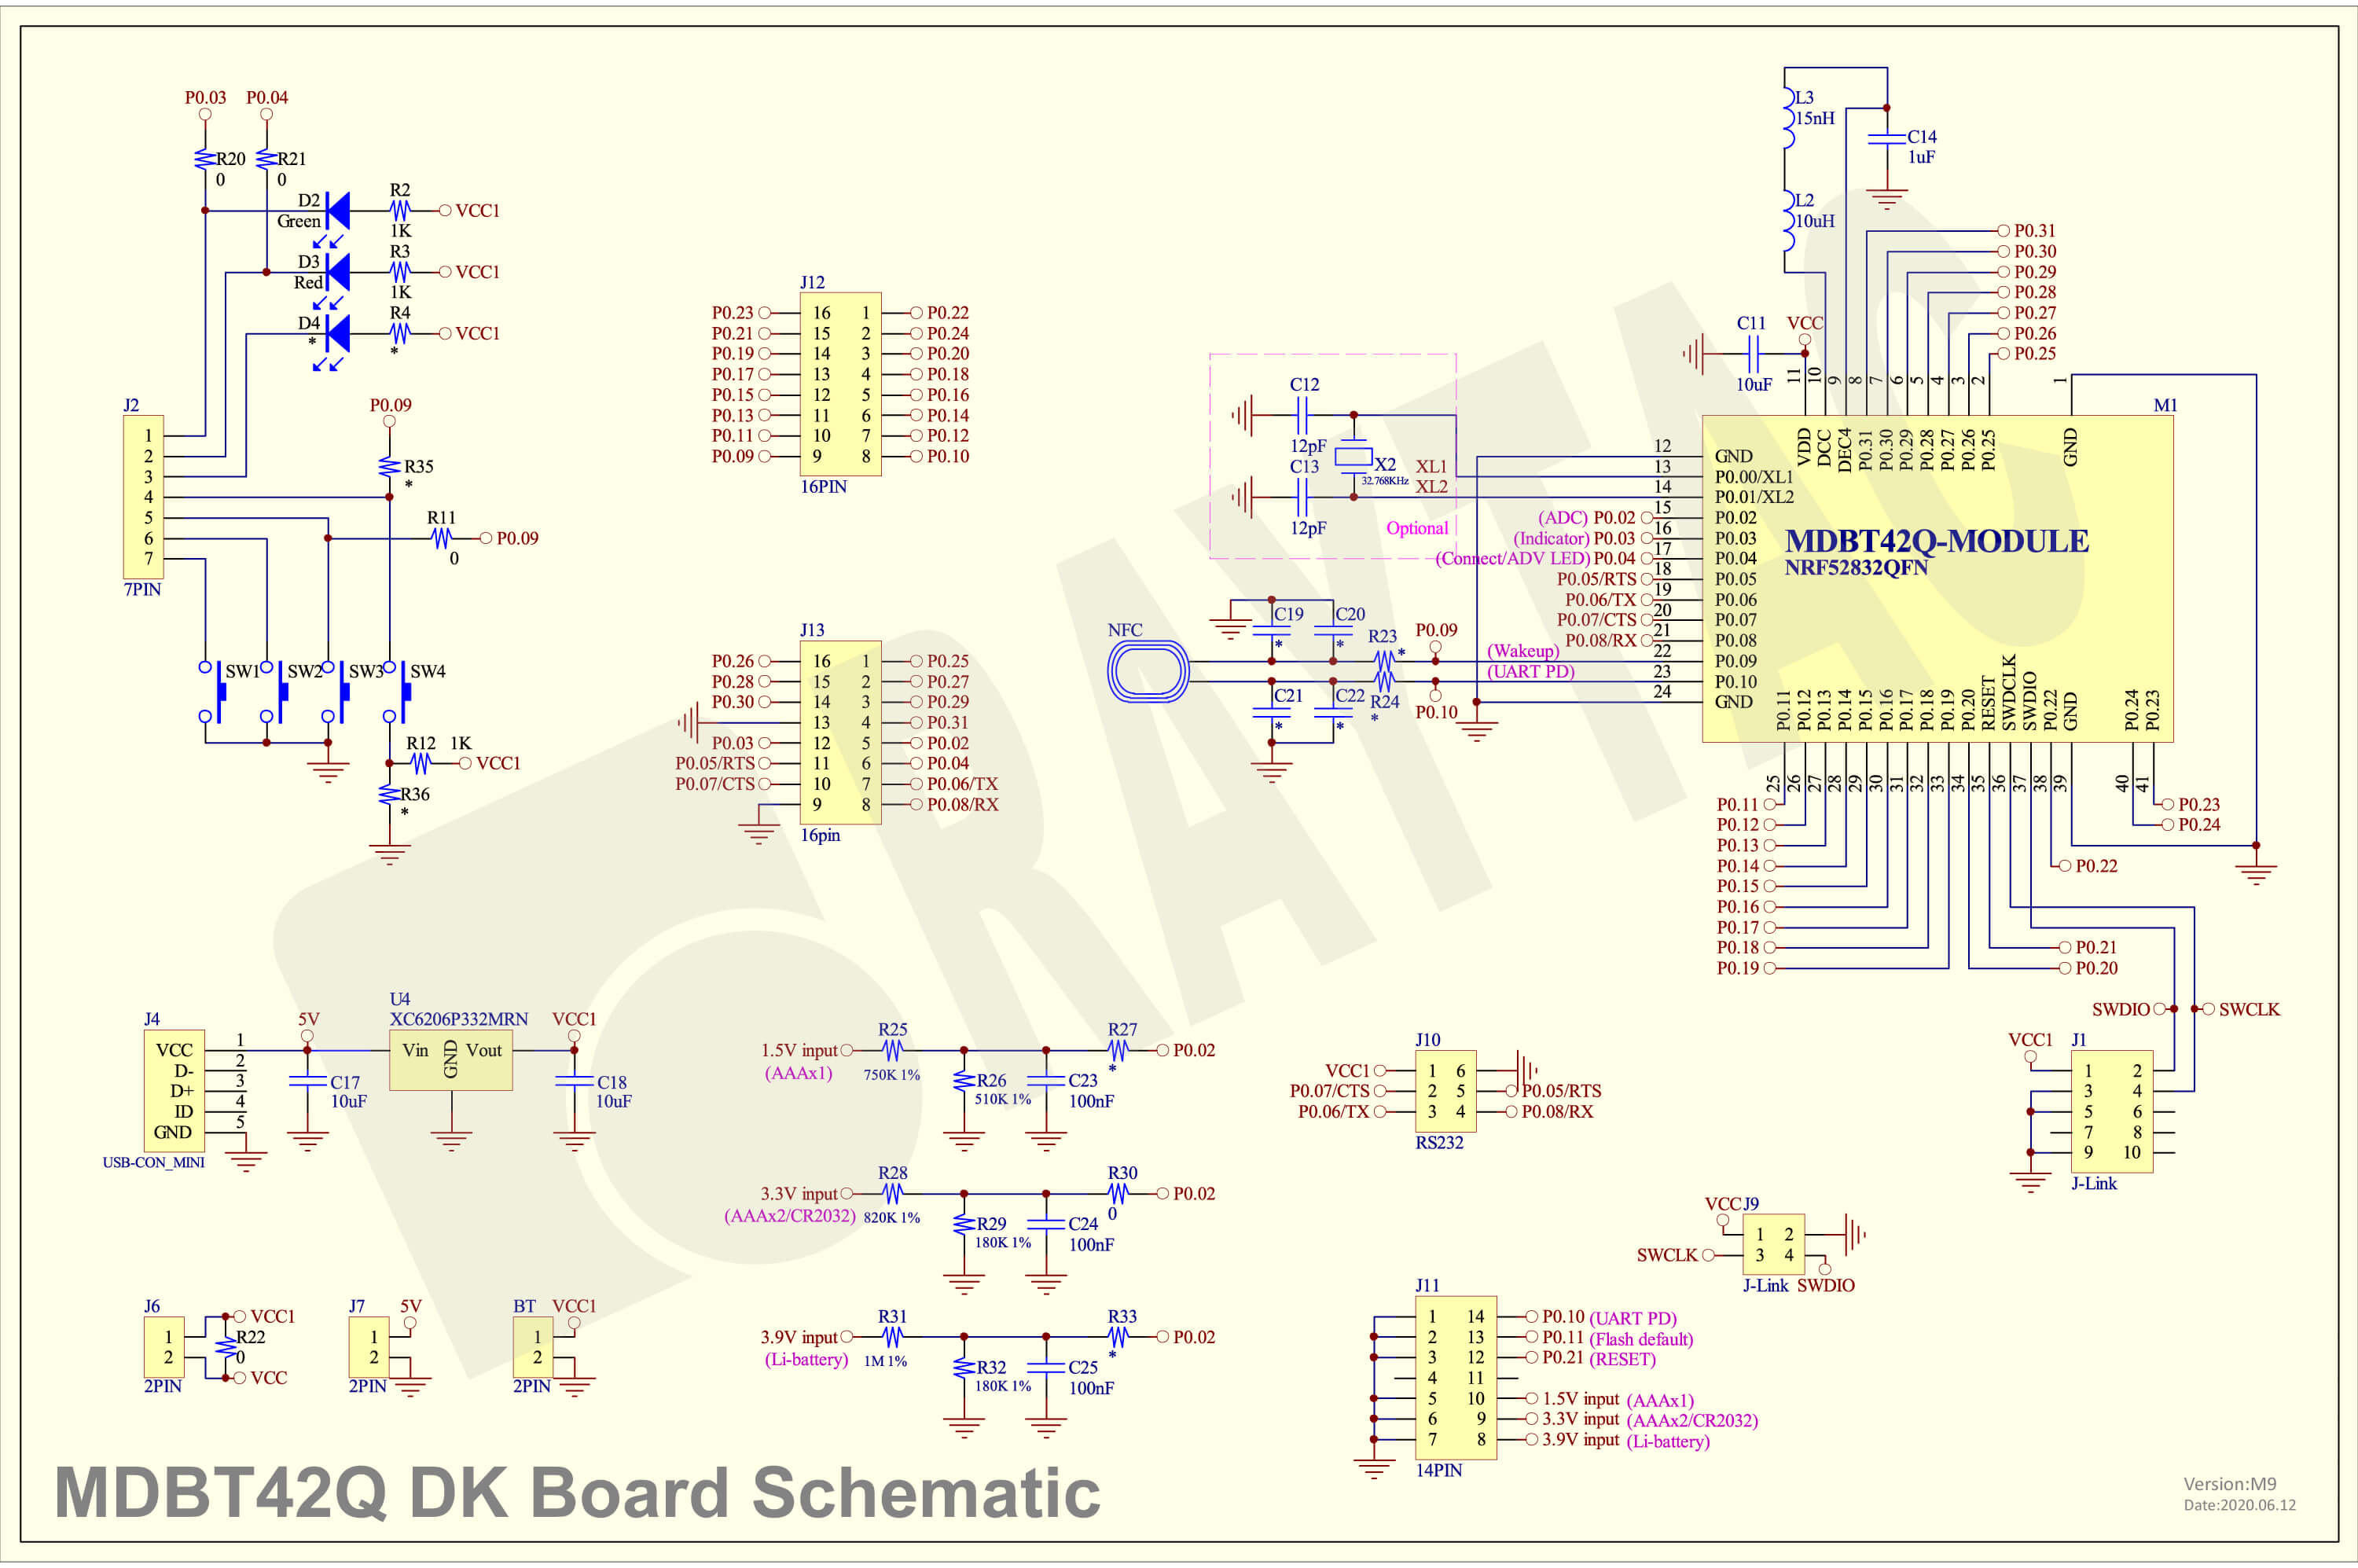 P0.03 P0.04
R20
0
R21
0
D2
Green
R2
1K
VCC1
D3
Red
R3
1K
VCC1
D4
*
R4
*
VCC1
J2
1
2
3
4
5
6
7
7PIN
P0.09
R35
*
R11
0
P0.09
SW1 SW2 SW3 SW4
R12 1K
VCC1
R36
*
J12
P0.23 16 1 P0.22
P0.21 15 2 P0.24
P0.19 14 3 P0.20
P0.17 13 4 P0.18
P0.15 12 5 P0.16
P0.13 11 6 P0.14
P0.11 10 7 P0.12
P0.09 9 8 P0.10
16PIN
J13
P0.26 16 1 P0.25
P0.28 15 2 P0.27
P0.30 14 3 P0.29
13 4 P0.31
P0.03 12 5 P0.02
P0.05/RTS 11 6 P0.04
P0.07/CTS 10 7 P0.06/TX
9 8 P0.08/RX
16pin
C12
12pF
C13
12pF
X2
32.768KHz
XL1
XL2
Optional
NFC
C19
*
C20
*
C21
*
C22
*
R23
*
R24
*
P0.09
P0.10
(Wakeup)
(UART PD)
L3
15nH
L2
10uH
C14
1uF
C11
10uF
VCC
P0.31
P0.30
P0.29
P0.28
P0.27
P0.26
P0.25
11 10 9 8 7 6 5 4 3 2 1
M1
VDD DCC DEC4 P0.31 P0.30 P0.29 P0.28 P0.27 P0.26 P0.25 GND
MDBT42Q-MODULE
NRF52832QFN
12 GND
13 P0.00/XL1
14 P0.01/XL2
(ADC) P0.02 15 P0.02
(Indicator) P0.03 16 P0.03
(Connect/ADV LED) P0.04 17 P0.04
P0.05/RTS 18 P0.05
P0.06/TX 19 P0.06
P0.07/CTS 20 P0.07
P0.08/RX 21 P0.08
22 P0.09
23 P0.10
24 GND
P0.11 P0.12 P0.13 P0.14 P0.15 P0.16 P0.17 P0.18 P0.19 P0.20 RESET SWDCLK SWDIO P0.22 GND P0.24 P0.23
25 26 27 28 29 30 31 32 33 34 35 36 37 38 39 40 41
P0.11
P0.12
P0.13
P0.14
P0.15
P0.16
P0.17
P0.18
P0.19
P0.23
P0.24
P0.22
P0.21
P0.20
SWDIO SWCLK
VCC1 J1
1 2
3 4
5 6
7 8
9 10
J-Link
VCC J9
1 2
SWCLK 3 4
J-Link SWDIO
J4
VCC 1
D- 2
D+ 3
ID 4
GND 5
USB-CON_MINI
5V
C17
10uF
U4
XC6206P332MRN
Vin GND Vout
VCC1
C18
10uF
J6
1
2
2PIN
VCC1
R22
0
VCC
J7 5V
1
2
2PIN
BT VCC1
1
2
2PIN
1.5V input
(AAAx1)
R25
750K 1%
R26
510K 1%
C23
100nF
R27
*
P0.02
3.3V input
(AAAx2/CR2032)
R28
820K 1%
R29
180K 1%
C24
100nF
R30
0
P0.02
3.9V input
(Li-battery)
R31
1M 1%
R32
180K 1%
C25
100nF
R33
*
P0.02
J10
VCC1 1 6
P0.07/CTS 2 5 P0.05/RTS
P0.06/TX 3 4 P0.08/RX
RS232
J11
1 14 P0.10 (UART PD)
2 13 P0.11 (Flash default)
3 12 P0.21 (RESET)
4 11
5 10 1.5V input (AAAx1)
6 9 3.3V input (AAAx2/CR2032)
7 8 3.9V input (Li-battery)
14PIN
RAYTAC
MDBT42Q DK Board Schematic
Version:M9
Date:2020.06.12